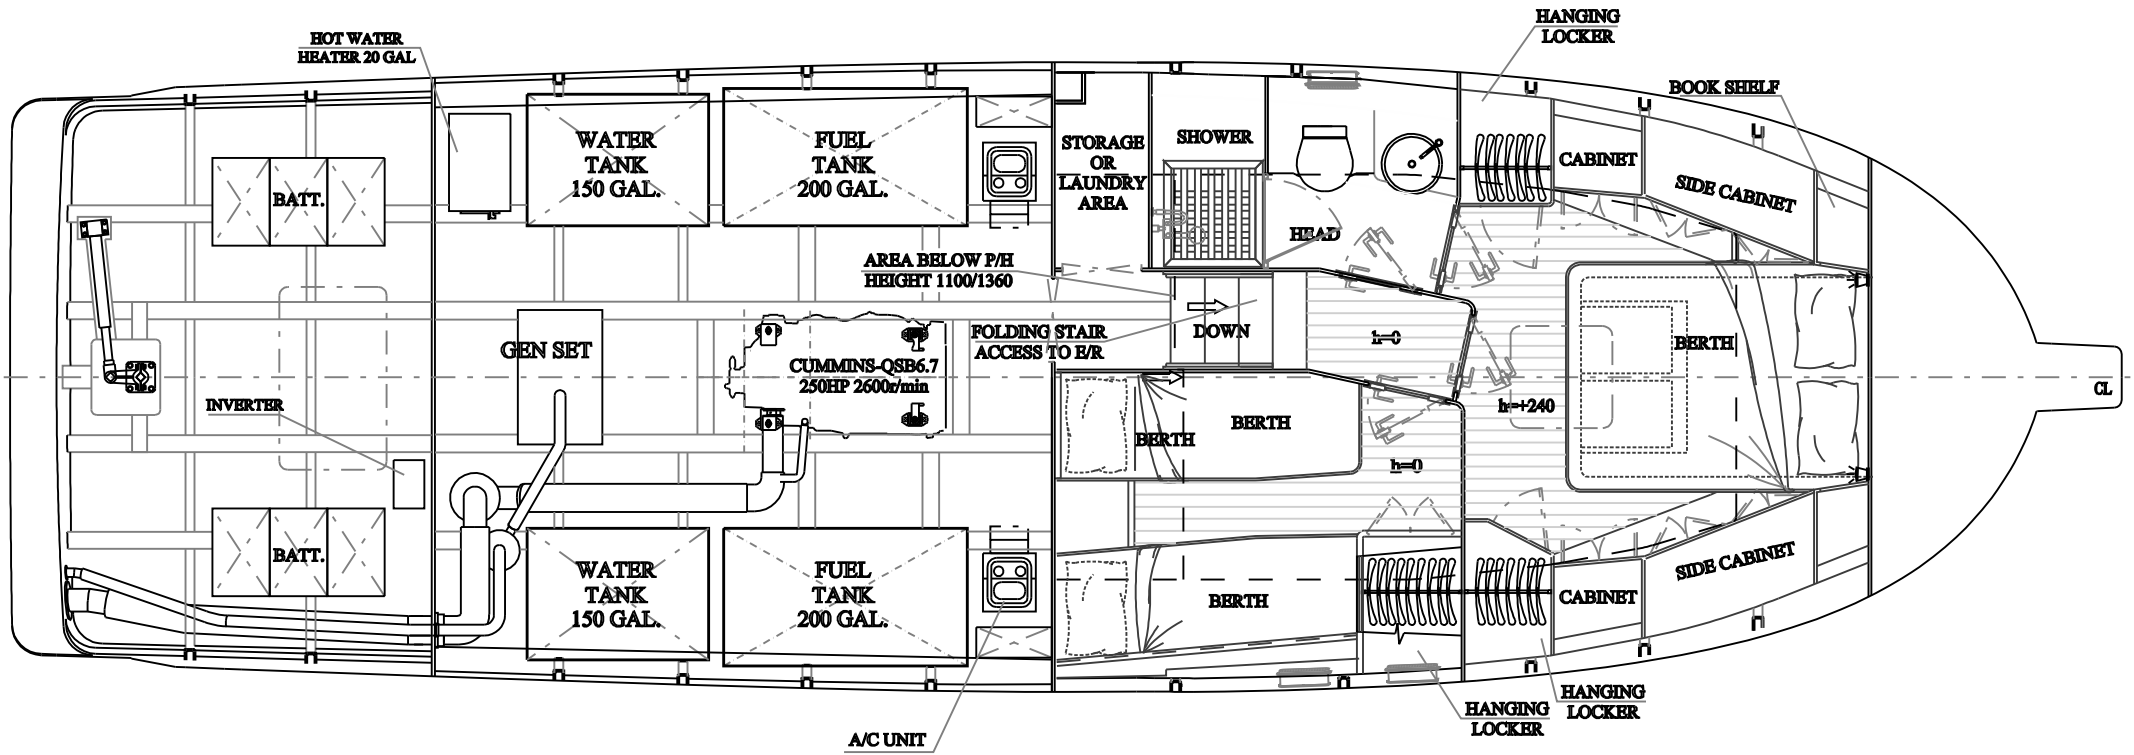 HANGING
LOCKER
HOT WATER
HEATER 20 GAL
BOOK SHELF
WATER
TANK
150 GAL.
FUEL
TANK
200 GAL.
STORAGE
OR
LAUNDRY
AREA
SHOWER
CABINET
SIDE CABINET
BATT.
HEAD
AREA BELOW P/H
HEIGHT 1100/1360
FOLDING STAIR
ACCESS TO E/R
DOWN
h=0
BERTH
GEN SET
CUMMINS-QSB6.7
250HP 2600r/min
CL
INVERTER
h=+240
BERTH
BERTH
h=0
BATT.
WATER
TANK
150 GAL.
FUEL
TANK
200 GAL.
BERTH
CABINET
SIDE CABINET
HANGING
LOCKER
HANGING
LOCKER
A/C UNIT